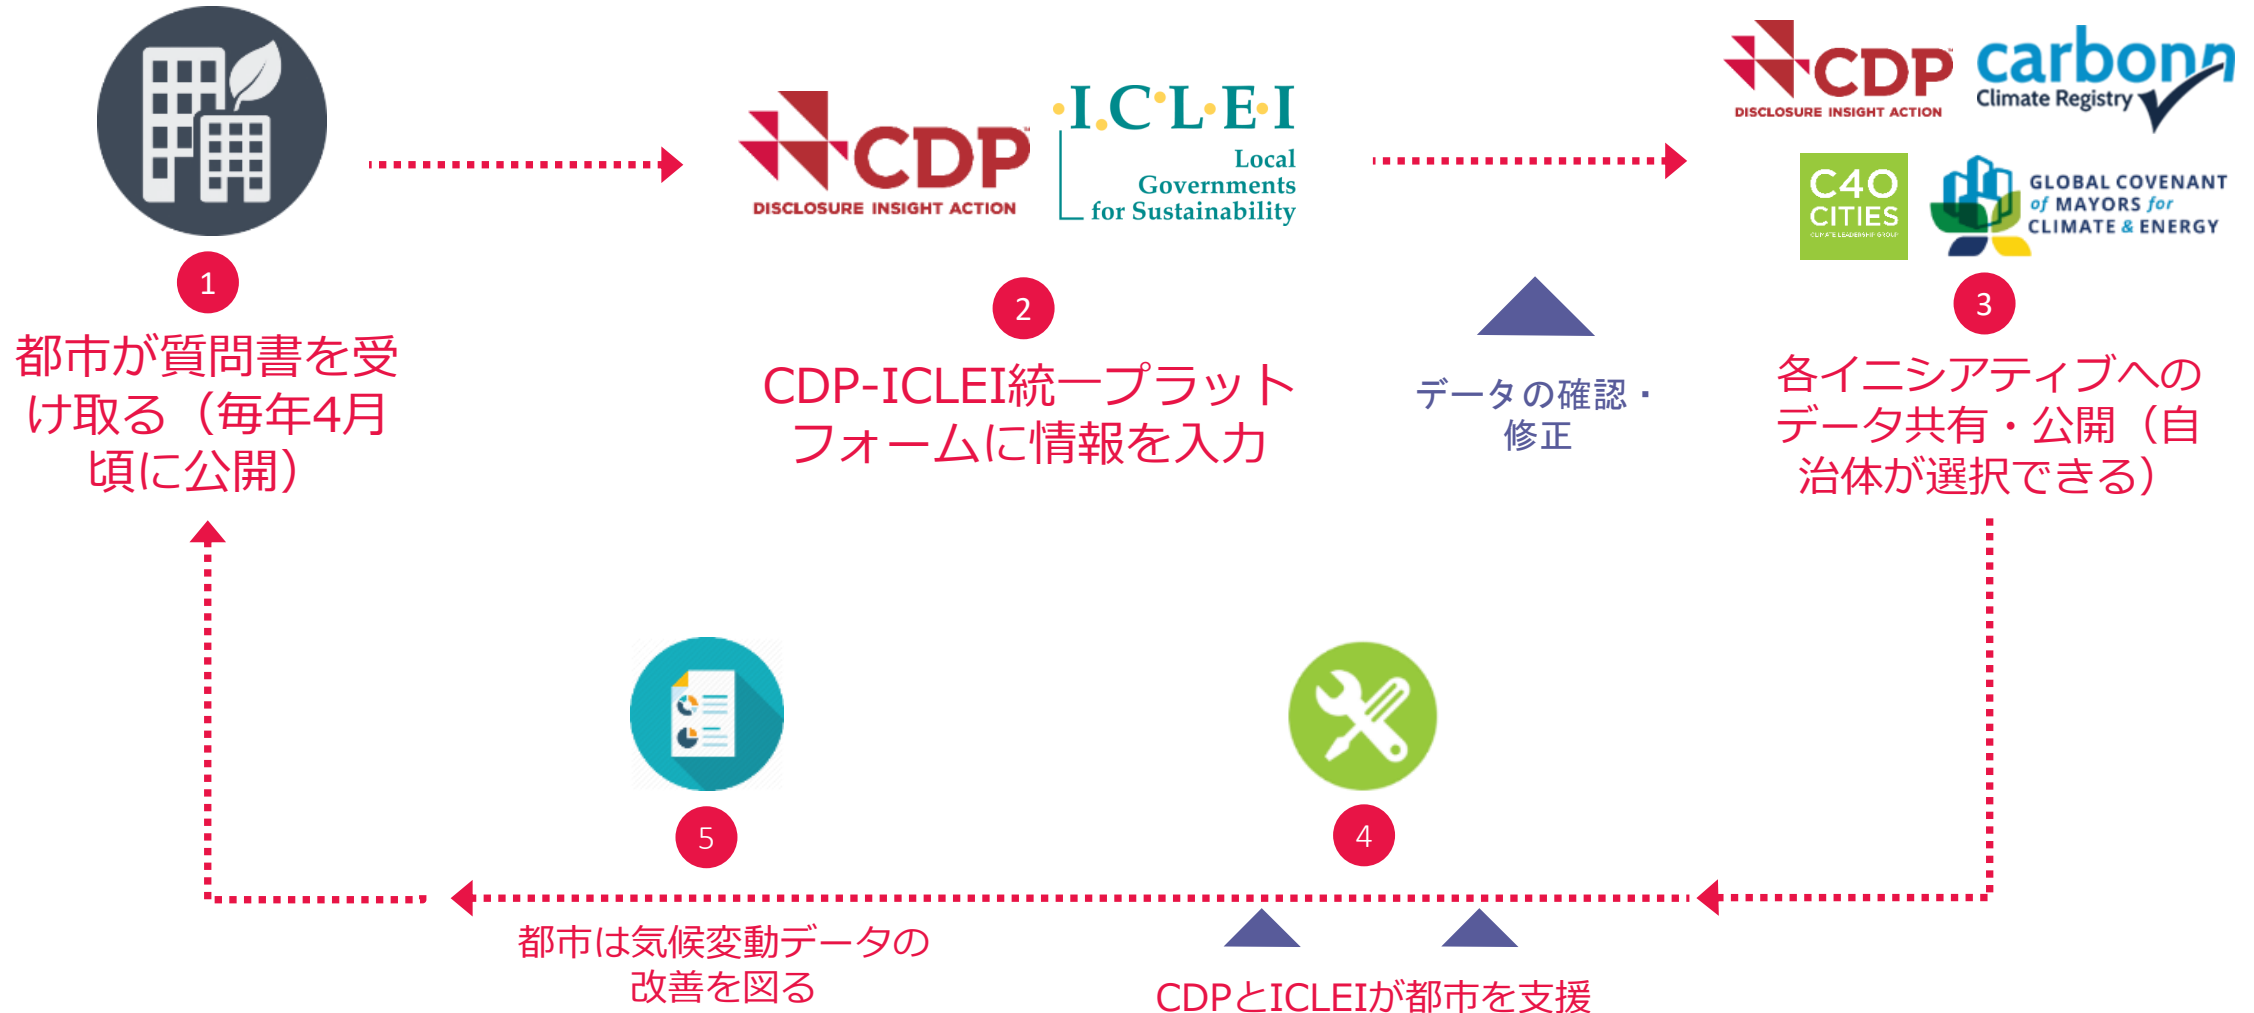 CDP
DISCLOSURE INSIGHT ACTION
I.C.L.E.I
Local
Governments
for Sustainability
CDP
DISCLOSURE INSIGHT ACTION
carbonn
Climate Registry
C40
CITIES
CLIMATE LEADERSHIP GROUP
GLOBAL COVENANT
of MAYORS for
CLIMATE & ENERGY
1
都市が質問書を受
け取る（毎年4月
頃に公開）
2
CDP-ICLEI統一プラット
フォームに情報を入力
データの確認・
修正
3
各イニシアティブへの
データ共有・公開（自
治体が選択できる）
4
CDPとICLEIが都市を支援
5
都市は気候変動データの
改善を図る